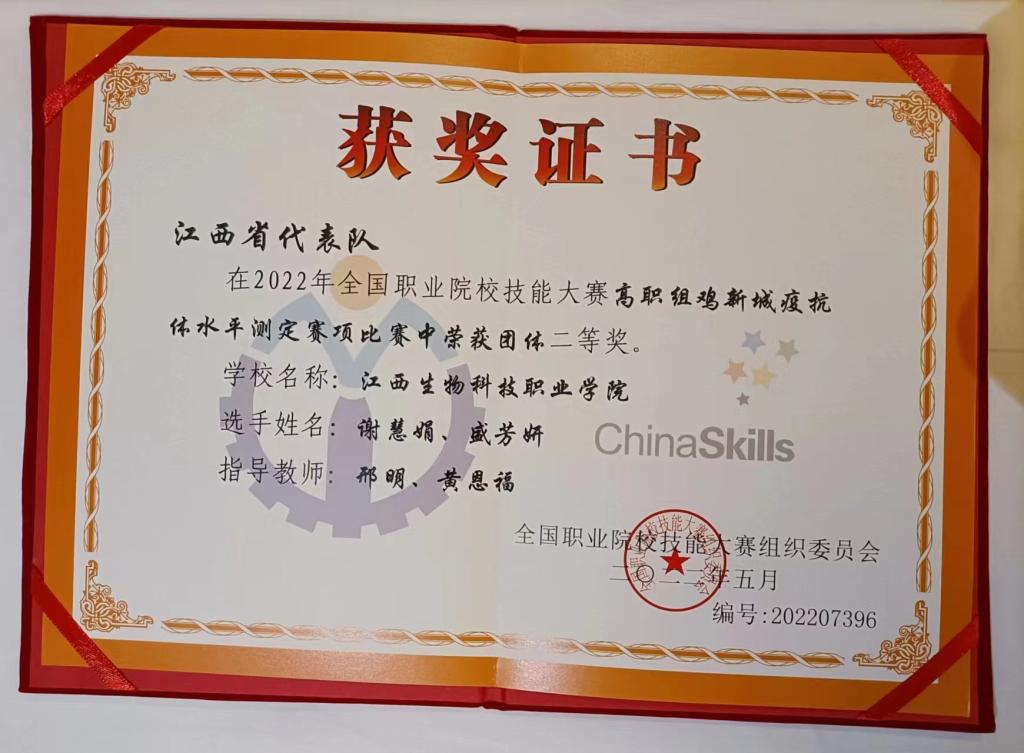 获奖证书
江西省代表队
在2022年全国职业院校技能大赛高职组鸡新城疫抗
体水平测定赛项比赛中荣获团体二等奖。
学校名称：江西生物科技职业学院
选手姓名：谢慧娟、盛芳妍
指导教师：邢明、黄恩福
ChinaSkills
全国职业院校技能大赛组织委员会
二〇二二年五月
编号:202207396